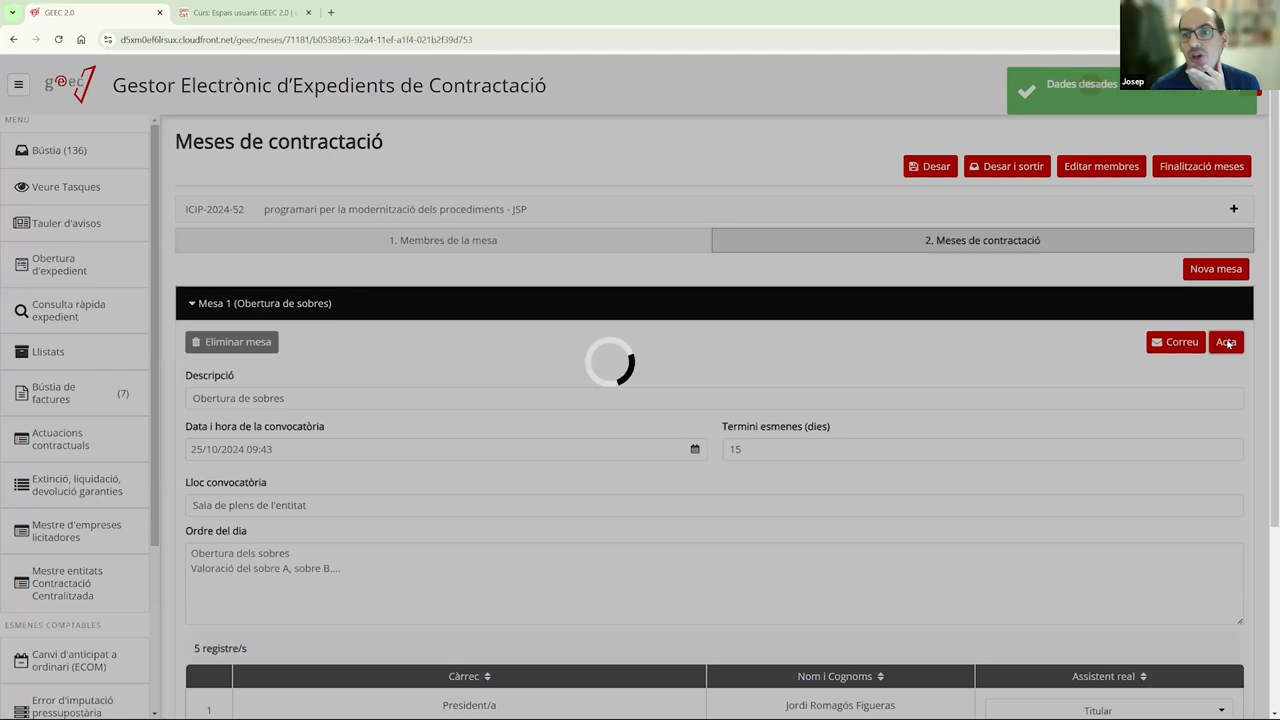 GEEC 2.0
Curs: Espais usuaris GEEC 2.0 | c
d5xm0ef6lrsux.cloudfront.net/geec/meses/71181/b0538563-92a4-11ef-a1f4-021b2f39d753
Josep
geec
Gestor Electrònic d'Expedients de Contractació
Dades desades
MENÚ
Bústia (136)
Veure Tasques
Tauler d'avisos
Obertura
d'expedient
Consulta ràpida
expedient
Llistats
Bústia de
factures
(7)
Actuacions
contractuals
Extinció, liquidació,
devolució garanties
Mestre d'empreses
licitadores
Mestre entitats
Contractació
Centralitzada
ESMENES COMPTABLES
Canvi d'anticipat a
ordinari (ECOM)
Error d'imputació
pressupostària
Meses de contractació
Desar
Desar i sortir
Editar membres
Finalització meses
ICIP-2024-52 programari per la modernització dels procediments - JSP
1. Membres de la mesa
2. Meses de contractació
Nova mesa
Mesa 1 (Obertura de sobres)
Eliminar mesa
Correu
Acta
Descripció
Obertura de sobres
Data i hora de la convocatòria
Termini esmenes (dies)
25/10/2024 09:43
15
Lloc convocatòria
Sala de plens de l'entitat
Ordre del dia
Obertura dels sobres
Valoració del sobre A, sobre B....
5 registre/s
Càrrec
Nom i Cognoms
Assistent real
1
President/a
Jordi Romagós Figueras
Titular